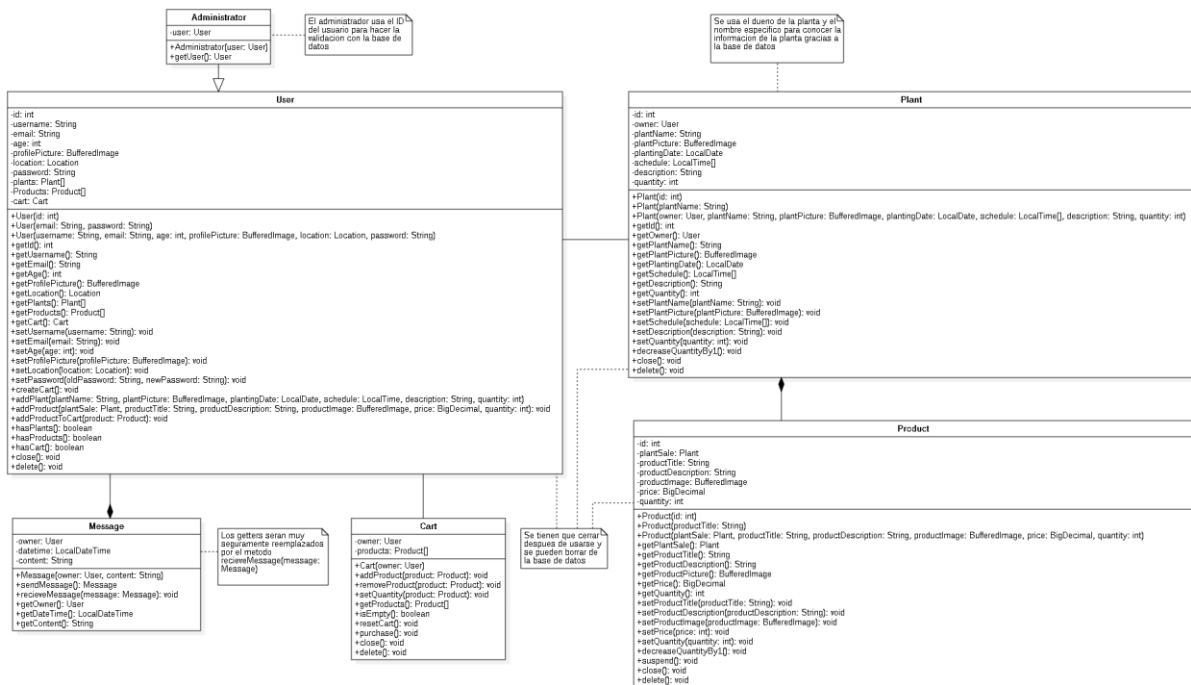 Administrator
-user: User
+Administrator(user: User)
+getUser(): User
El administrador usa el ID
del usuario para hacer la
validacion con la base de
datos
Se usa el dueno de la planta y el
nombre especifico para conocer la
informacion de la planta gracias a
la base de datos
User
-id: int
-username: String
-email: String
-age: int
-profilePicture: BufferedImage
-location: Location
-password: String
-plants: Plant[]
-Products: Product[]
-cart: Cart
+User(id: int)
+User(email: String, password: String)
+User(username: String, email: String, age: int, profilePicture: BufferedImage, location: Location, password: String)
+getId(): int
+getUsername(): String
+getEmail(): String
+getAge(): int
+getProfilePicture(): BufferedImage
+getLocation(): Location
+getPlants(): Plant[]
+getProducts(): Product[]
+getCart(): Cart
+setUsername(username: String): void
+setEmail(email: String): void
+setAge(age: int): void
+setProfilePicture(profilePicture: BufferedImage): void
+setLocation(location: Location): void
+setPassword(oldPassword: String, newPassword: String): void
+createCart(): void
+addPlant(plantName: String, plantPicture: BufferedImage, plantingDate: LocalDate, schedule: LocalTime, description: String, quantity: int)
+addProduct(plantSale: Plant, productTitle: String, productDescription: String, productImage: BufferedImage, price: BigDecimal, quantity: int): void
+addProductToCart(product: Product): void
+hasPlants(): boolean
+hasProducts(): boolean
+hasCart(): boolean
+close(): void
+delete(): void
Plant
-id: int
-owner: User
-plantName: String
-plantPicture: BufferedImage
-plantingDate: LocalDate
-schedule: LocalTime[]
-description: String
-quantity: int
+Plant(id: int)
+Plant(plantName: String)
+Plant(owner: User, plantName: String, plantPicture: BufferedImage, plantingDate: LocalDate, schedule: LocalTime[], description: String, quantity: int)
+getId(): int
+getOwner(): User
+getPlantName(): String
+getPlantPicture(): BufferedImage
+getPlantingDate(): LocalDate
+getSchedule(): LocalTime[]
+getDescription(): String
+getQuantity(): int
+setPlantName(plantName: String): void
+setPlantPicture(plantPicture: BufferedImage): void
+setSchedule(schedule: LocalTime[]): void
+setDescription(description: String): void
+setQuantity(quantity: int): void
+decreaseQuantityBy1(): void
+close(): void
+delete(): void
Message
-owner: User
-datetime: LocalDateTime
-content: String
+Message(owner: User, content: String)
+sendMessage(): Message
+recieveMessage(message: Message): void
+getOwner(): User
+getDateTime(): LocalDateTime
+getContent(): String
Los getters seran muy
seguramente reemplazados
por el metodo
recieveMessage(message:
Message)
Cart
-owner: User
-products: Product[]
+Cart(owner: User)
+addProduct(product: Product): void
+removeProduct(product: Product): void
+setQuantity(product: Product): void
+getProducts(): Product[]
+isEmpty(): boolean
+resetCart(): void
+purchase(): void
+close(): void
+delete(): void
Se tienen que cerrar
despues de usarse y
se pueden borrar de
la base de datos
Product
-id: int
-plantSale: Plant
-productTitle: String
-productDescription: String
-productImage: BufferedImage
-price: BigDecimal
-quantity: int
+Product(id: int)
+Product(productTitle: String)
+Product(plantSale: Plant, productTitle: String, productDescription: String, productImage: BufferedImage, price: BigDecimal, quantity: int)
+getPlantSale(): Plant
+getProductTitle(): String
+getProductDescription(): String
+getProductPicture(): BufferedImage
+getPrice(): BigDecimal
+getQuantity(): int
+setProductTitle(productTitle: String): void
+setProductDescription(productDescription: String): void
+setProductImage(productImage: BufferedImage): void
+setPrice(price: int): void
+setQuantity(quantity: int): void
+decreaseQuantityBy1(): void
+suspend(): void
+close(): void
+delete(): void